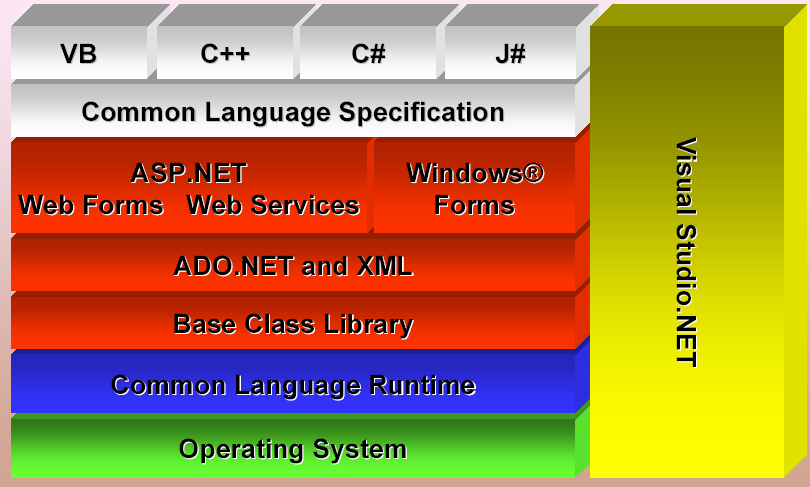 VB
C++
C#
J#
Common Language Specification
ASP.NET
Web Forms Web Services
Windows®
Forms
ADO.NET and XML
Base Class Library
Common Language Runtime
Operating System
Visual Studio.NET